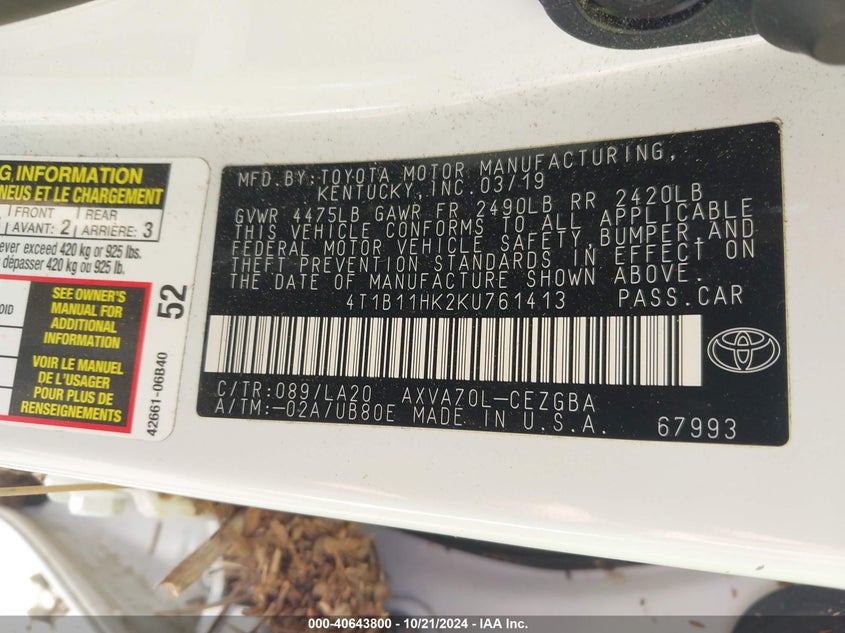 G INFORMATION
NEUS ET LE CHARGEMENT
FRONT REAR
AVANT: 2 ARRIÈRE: 3
ever exceed 420 kg or 925 lbs.
dépasser 420 kg ou 925 lb.
OID
SEE OWNER'S
MANUAL FOR
ADDITIONAL
INFORMATION
VOIR LE MANUEL
DE L'USAGER
POUR PLUS DE
RENSEIGNEMENTS
52
42661-06B40
MFD.BY:TOYOTA MOTOR MANUFACTURING,
KENTUCKY, INC.03/19
GVWR 4475LB GAWR FR 2490LB RR 2420LB
THIS VEHICLE CONFORMS TO ALL APPLICABLE
FEDERAL MOTOR VEHICLE SAFETY,BUMPER,AND
THEFT PREVENTION STANDARDS IN EFFECT ON
THE DATE OF MANUFACTURE SHOWN ABOVE.
4T1B11HK2KU761413 PASS.CAR
C/TR:089/LA20 AXVA70L-CEZGBA
A/TM:-02A/UB80E MADE IN U.S.A. 67993
000-40643800 - 10/21/2024 - IAA Inc.